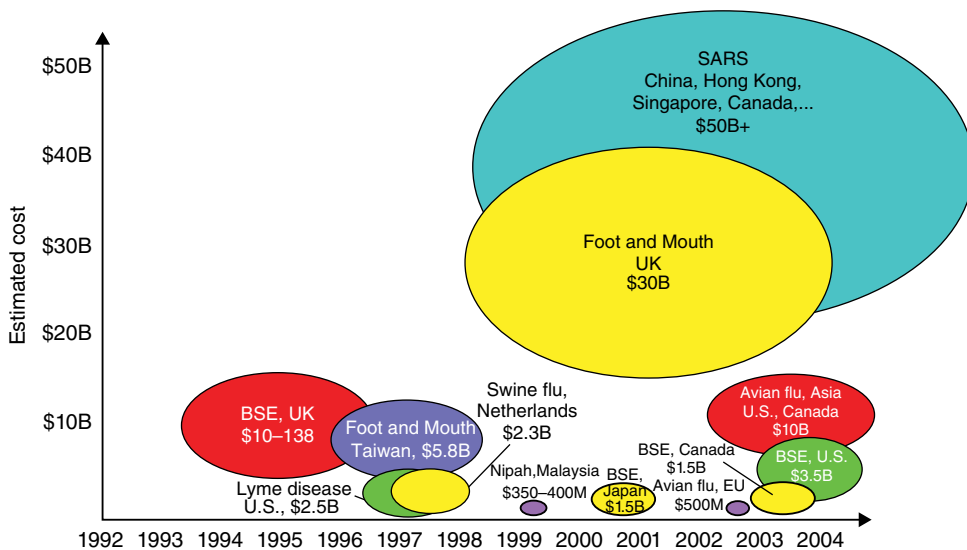 $50B
$40B
$30B
$20B
$10B
Estimated cost
SARS
China, Hong Kong,
Singapore, Canada,...
$50B+
Foot and Mouth
UK
$30B
BSE, UK
$10–138
Foot and Mouth
Taiwan, $5.8B
Swine flu,
Netherlands
$2.3B
Lyme disease
U.S., $2.5B
Nipah,Malaysia
$350–400M
BSE,
Japan
$1.5B
BSE, Canada
$1.5B
Avian flu, EU
$500M
Avian flu, Asia
U.S., Canada
$10B
BSE, U.S.
$3.5B
1992 1993 1994 1995 1996 1997 1998 1999 2000 2001 2002 2003 2004